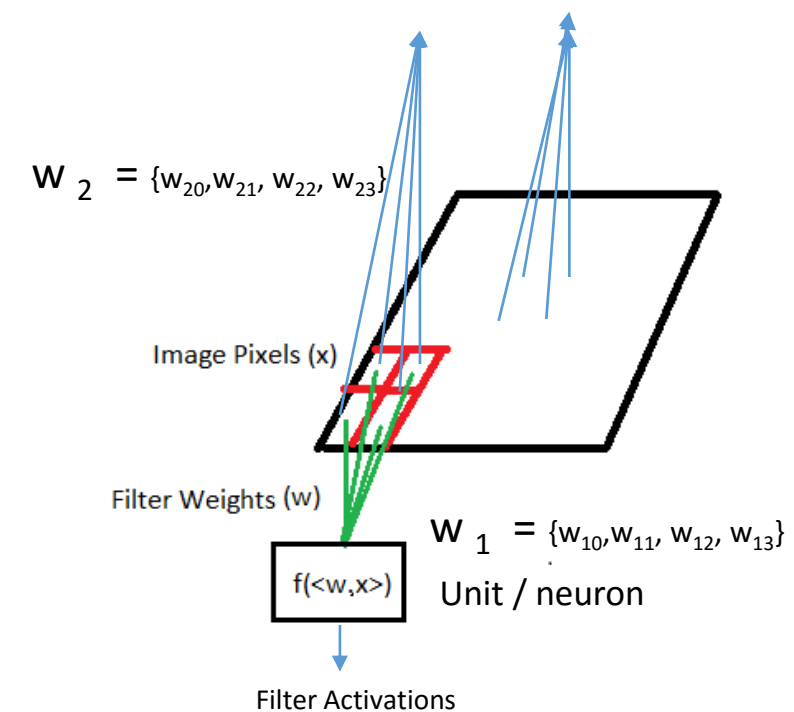 w 2 = {w20,w21, w22, w23}
Image Pixels (x)
Filter Weights (w)
w 1 = {w10,w11, w12, w13}
f(<w,x>)
Unit / neuron
Filter Activations